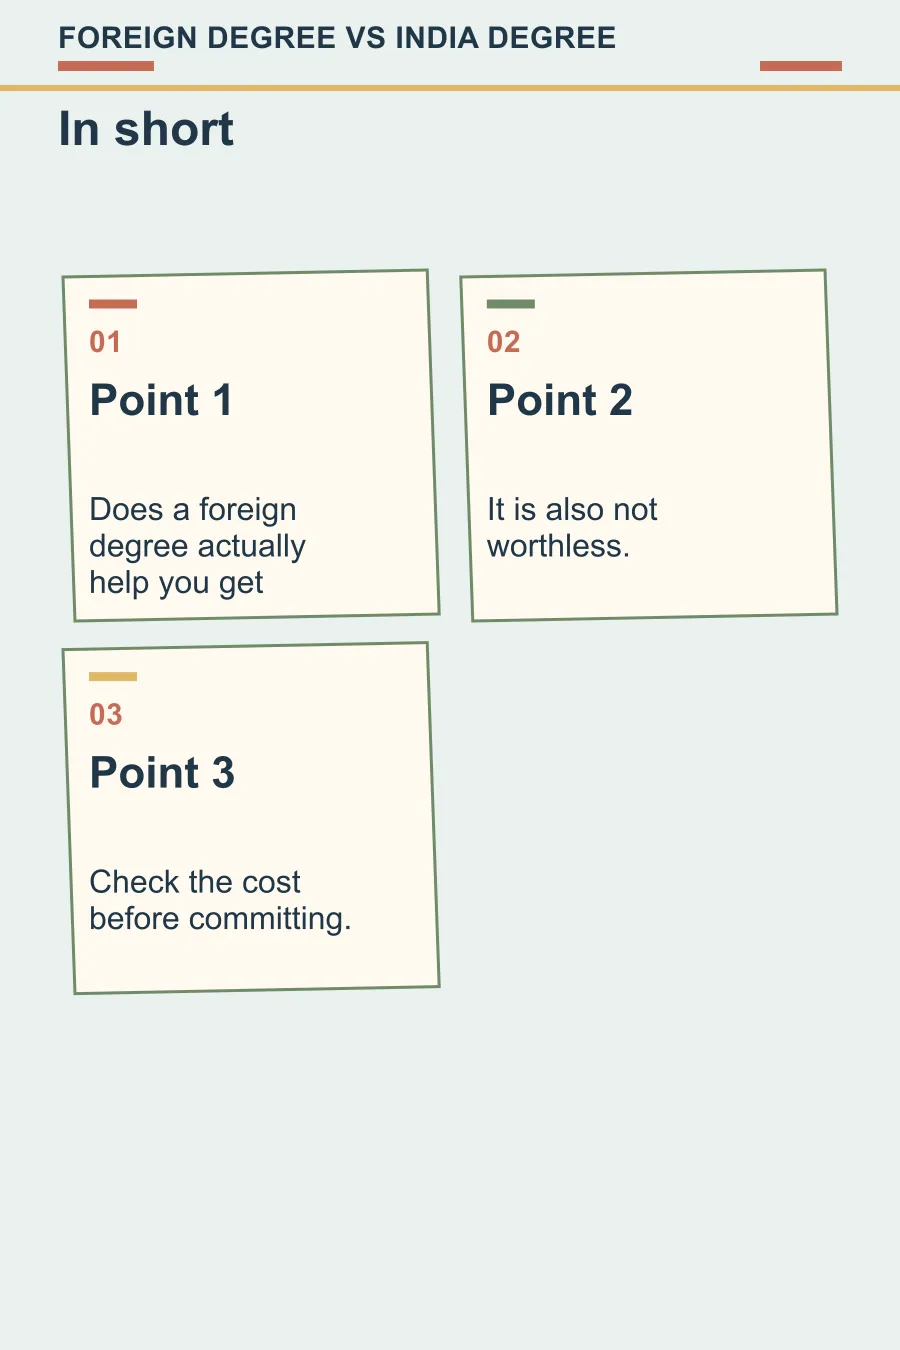 FOREIGN DEGREE VS INDIA DEGREE
In short
01
Point 1
Does a foreign
degree actually
help you get
02
Point 2
It is also not
worthless.
03
Point 3
Check the cost
before committing.